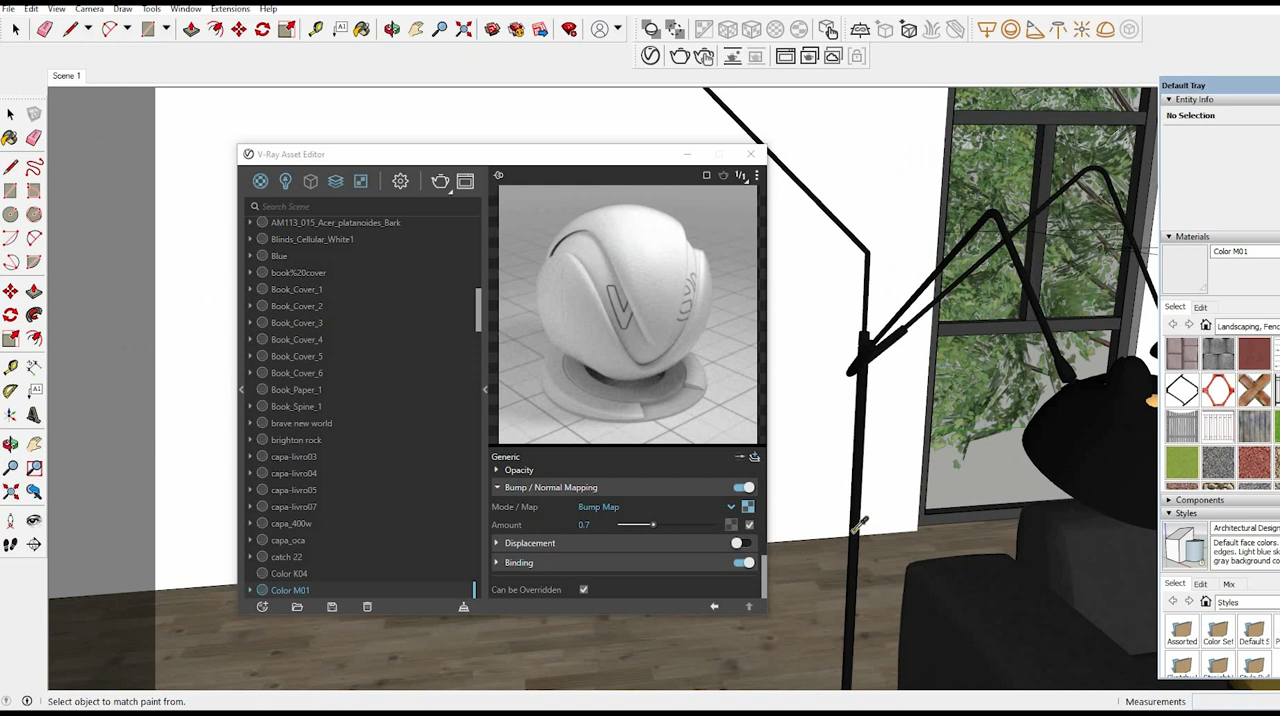 File Edit View Camera Draw Tools Window Extensions Help
Scene 1
Default Tray
Entity Info
No Selection
V-Ray Asset Editor
1/1
Search Scene
AM113_015_Acer_platanoides_Bark
Blinds_Cellular_White1
Blue
book%20cover
Book_Cover_1
Book_Cover_2
Book_Cover_3
Book_Cover_4
Book_Cover_5
Book_Cover_6
Book_Paper_1
Book_Spine_1
brave new world
brighton rock
capa-livro03
capa-livro04
capa-livro05
capa-livro07
capa_400w
capa_oca
catch 22
Color K04
Color M01
Generic
Opacity
Bump / Normal Mapping
Mode / Map Bump Map
Amount 0.7
Displacement
Binding
Can be Overridden
Materials
Color M01
Select Edit
Landscaping, Fenc
Components
Styles
Architectural Design
Default face colors.
edges. Light blue sk
gray background co
Select Edit Mix
Styles
Assorted Color Set Default S
Select object to match paint from.
Measurements